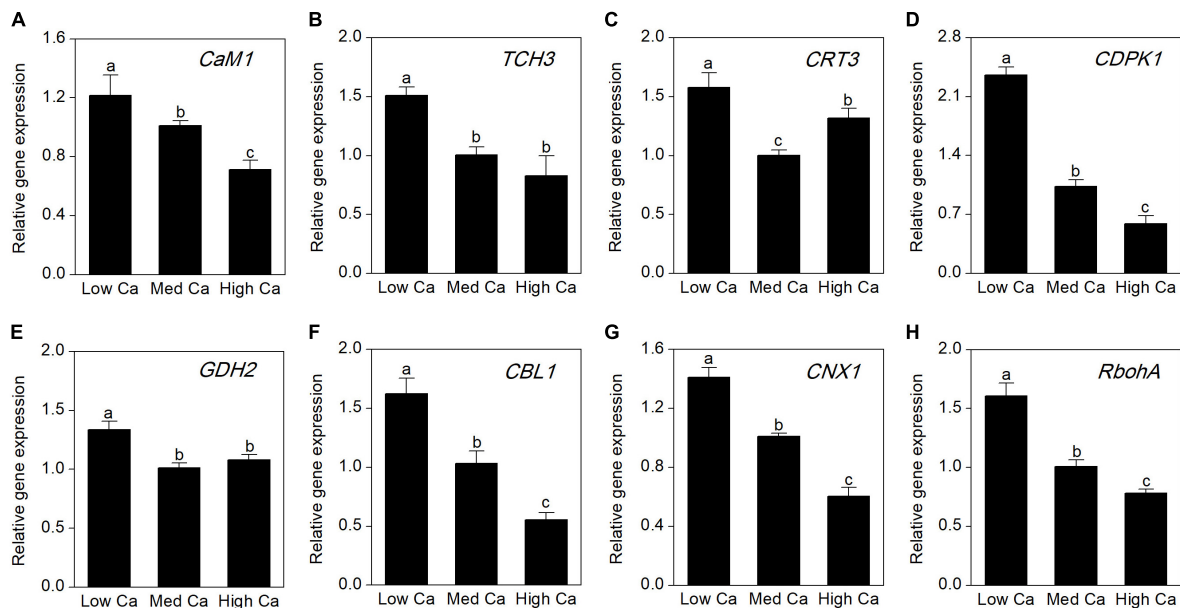 A
CaM1
Relative gene expression
1.6
1.2
0.8
0.4
0.0
a
b
c
Low Ca Med Ca High Ca
B
TCH3
Relative gene expression
2.0
1.5
1.0
0.5
0.0
a
b
b
Low Ca Med Ca High Ca
C
CRT3
Relative gene expression
2.0
1.5
1.0
0.5
0.0
a
c
b
Low Ca Med Ca High Ca
D
CDPK1
Relative gene expression
2.8
2.1
1.4
0.7
0.0
a
b
c
Low Ca Med Ca High Ca
E
GDH2
Relative gene expression
2.0
1.5
1.0
0.5
0.0
a
b
b
Low Ca Med Ca High Ca
F
CBL1
Relative gene expression
2.0
1.5
1.0
0.5
0.0
a
b
c
Low Ca Med Ca High Ca
G
CNX1
Relative gene expression
1.6
1.2
0.8
0.4
0.0
a
b
c
Low Ca Med Ca High Ca
H
RbohA
Relative gene expression
2.0
1.5
1.0
0.5
0.0
a
b
c
Low Ca Med Ca High Ca